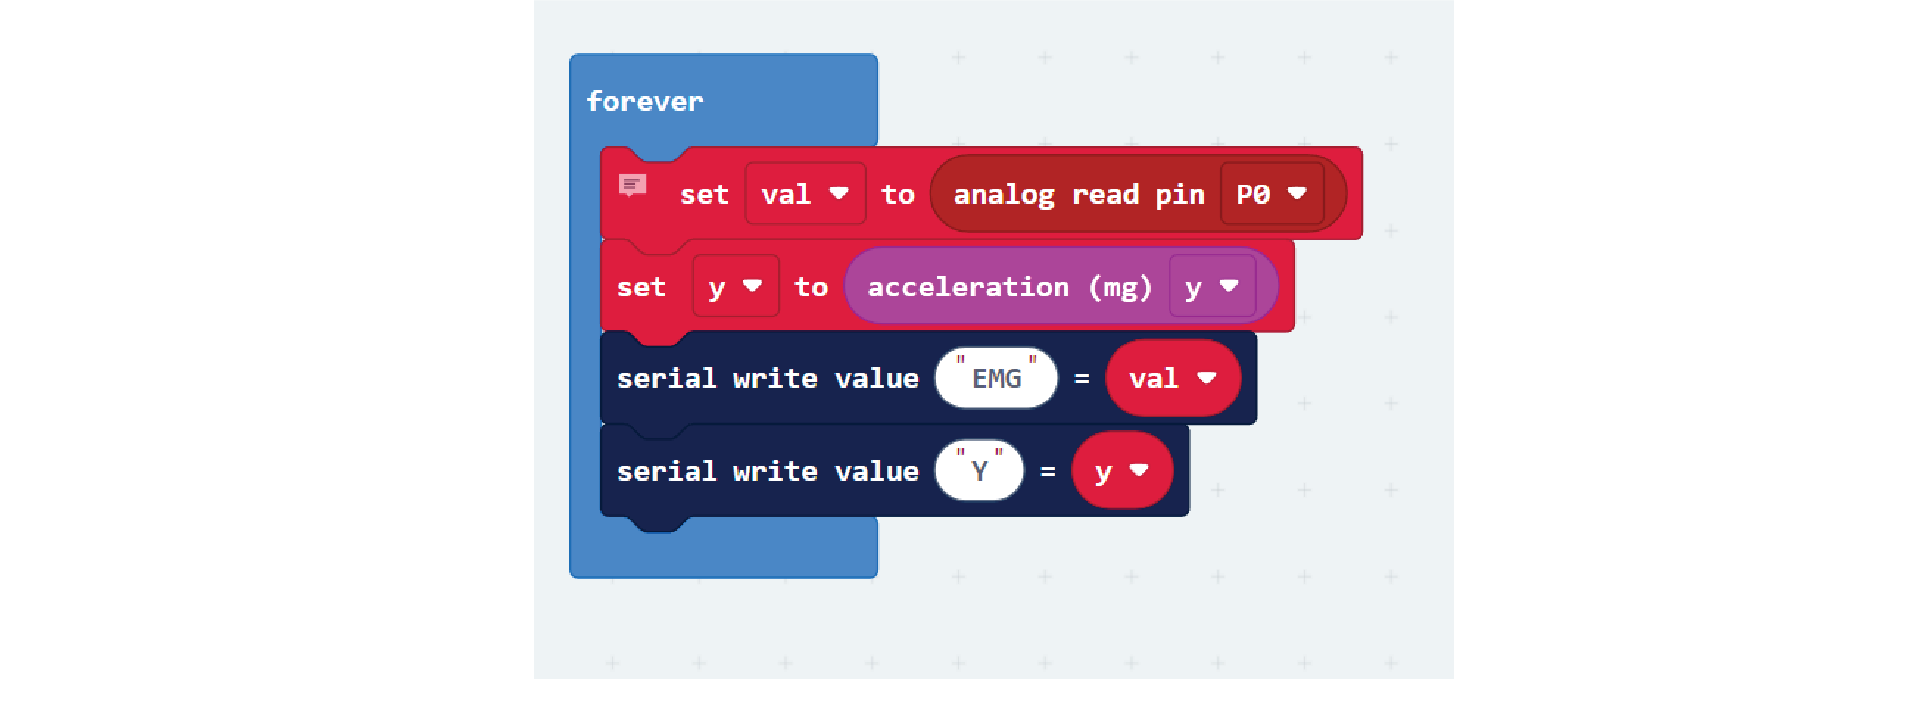 forever
set val to analog read pin P0
set y to acceleration (mg) y
serial write value "EMG" = val
serial write value "Y" = y